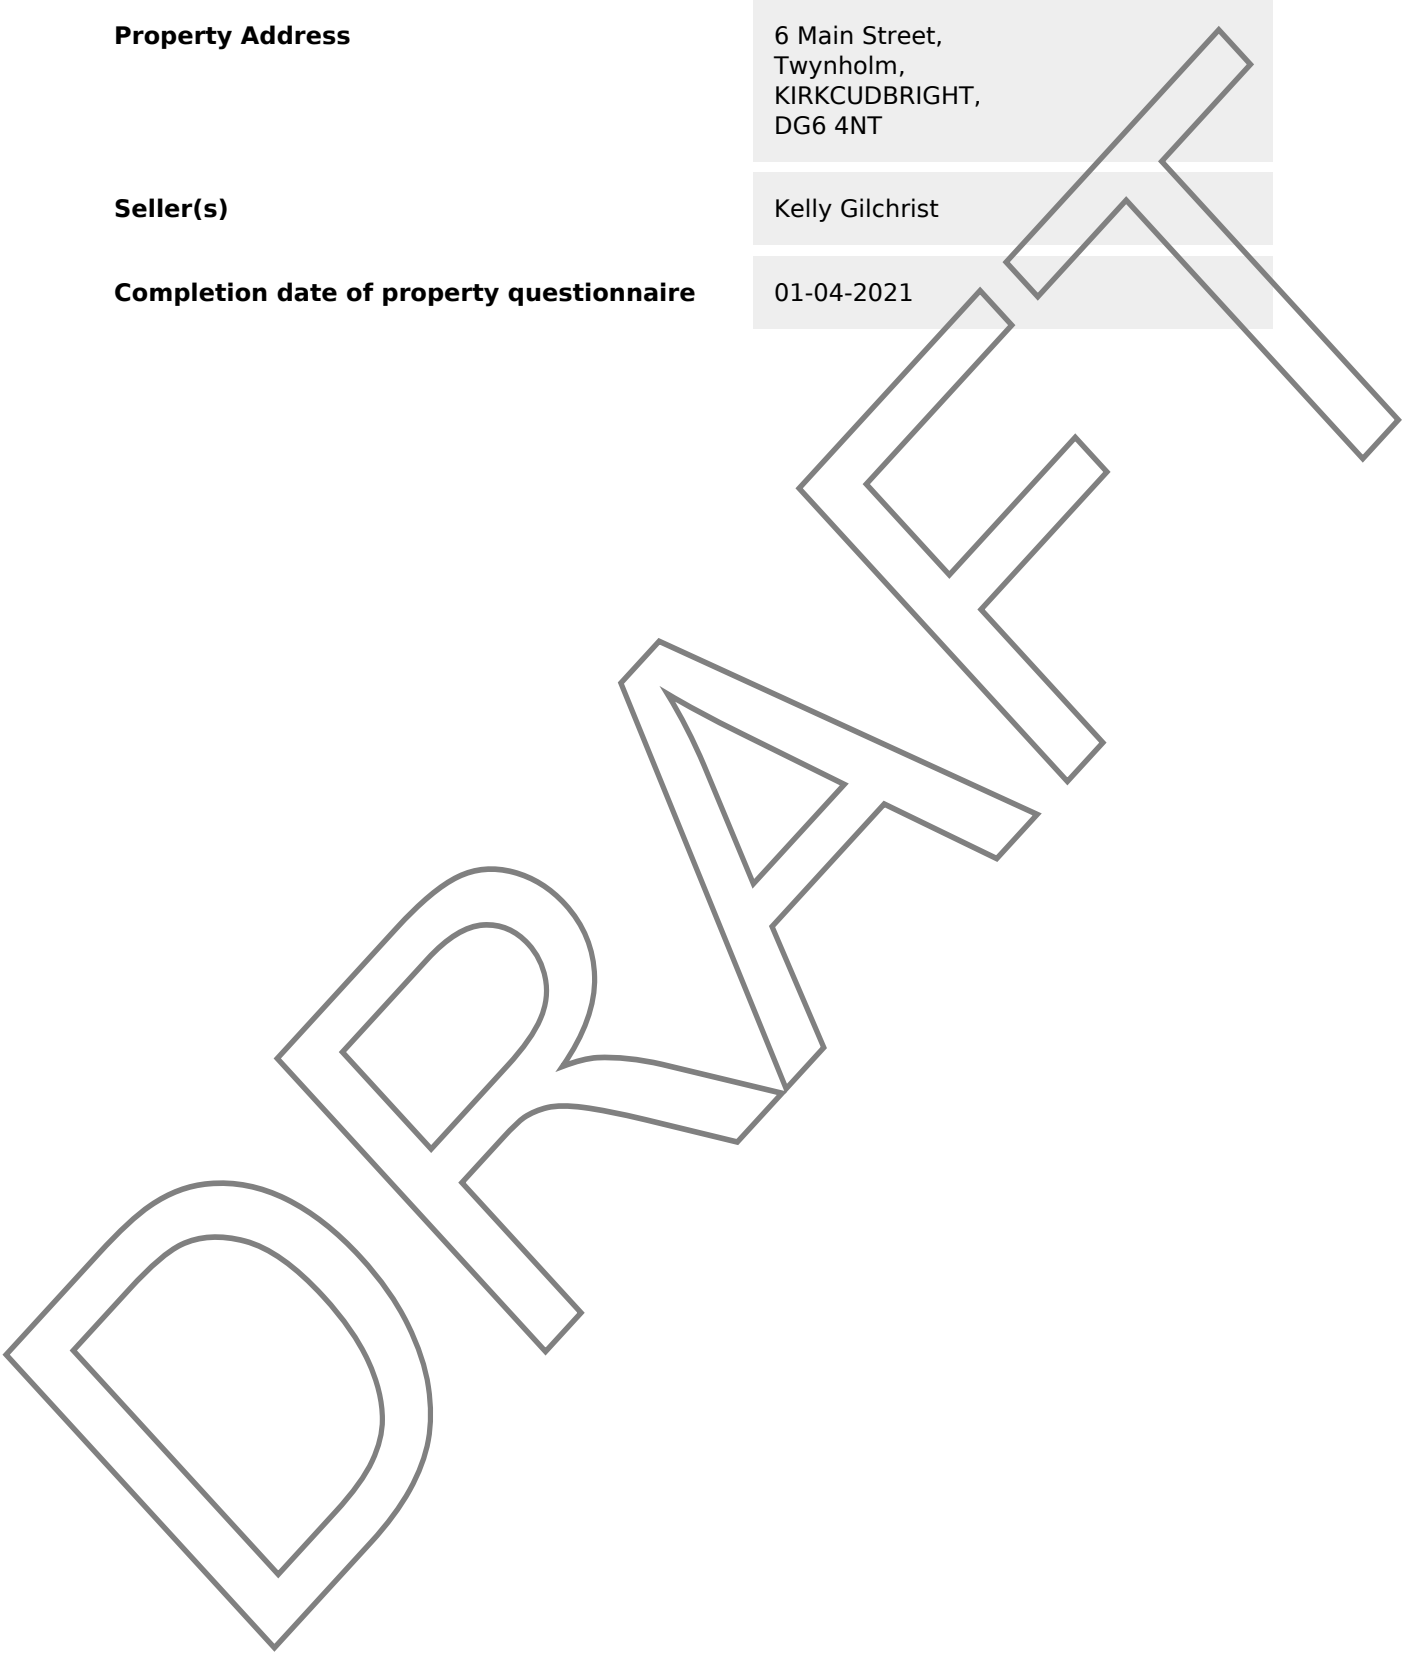 Property Address
6 Main Street,
Twynholm,
KIRKCUDBRIGHT,
DG6 4NT
Seller(s)
Kelly Gilchrist
Completion date of property questionnaire
01-04-2021
DRAFT